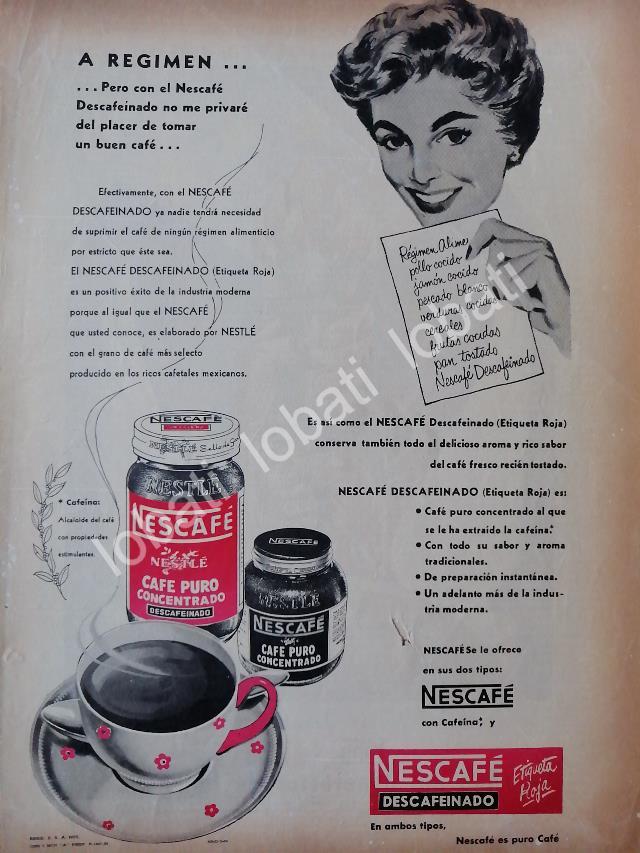 A REGIMEN ...
...Pero con el Nescafé
Descafeínado no me privaré
del placer de tomar
un buen café...
Efectivamente, con el NESCAFÉ
DESCAFEINADO ya nadie tendrá necesidad
de suprimir el café de ningún régimen alimenticio
por estricto que éste sea.
El NESCAFÉ DESCAFEINADO (Etiqueta Roja)
es un positivo éxito de la industria moderna
porque al igual que el NESCAFÉ
que usted conoce, es elaborado por NESTLÉ
con el grano de café más selecto
producido en los ricos cafetales mexicanos.
Régimen Alime
pollo cocido
jamón cocido
pescado blanco
verduras cocidas
cereales
frutas cocidas
pan tostado
Nescafé Descafeinado
Es así como el NESCAFÉ Descafeinado (Etiqueta Roja)
conserva también todo el delicioso aroma y rico sabor
del café fresco recién tostado.
NESCAFÉ DESCAFEINADO (Etiqueta Roja) es:
• Café puro concentrado al que
se le ha extraído la cafeína.*
• Con todo su sabor y aroma
tradicionales.
• De preparación instantánea.
• Un adelanto más de la indus-
tria moderna.
* Cafeína:
Alcaloide del café
con propiedades
estimulantes.
NESCAFÉ
NESTLÉ
NESCAFÉ
NESTLÉ
CAFE PURO
CONCENTRADO
DESCAFEINADO
NESCAFÉ
NESTLÉ
NESCAFÉ
CAFE PURO
CONCENTRADO
NESCAFÉ Se le ofrece
en sus dos tipos:
NESCAFÉ
con Cafeína*, y
NESCAFÉ
DESCAFEINADO
Etiqueta
Roja
En ambos tipos,
Nescafé es puro Café
lobati lobati lobati lobati